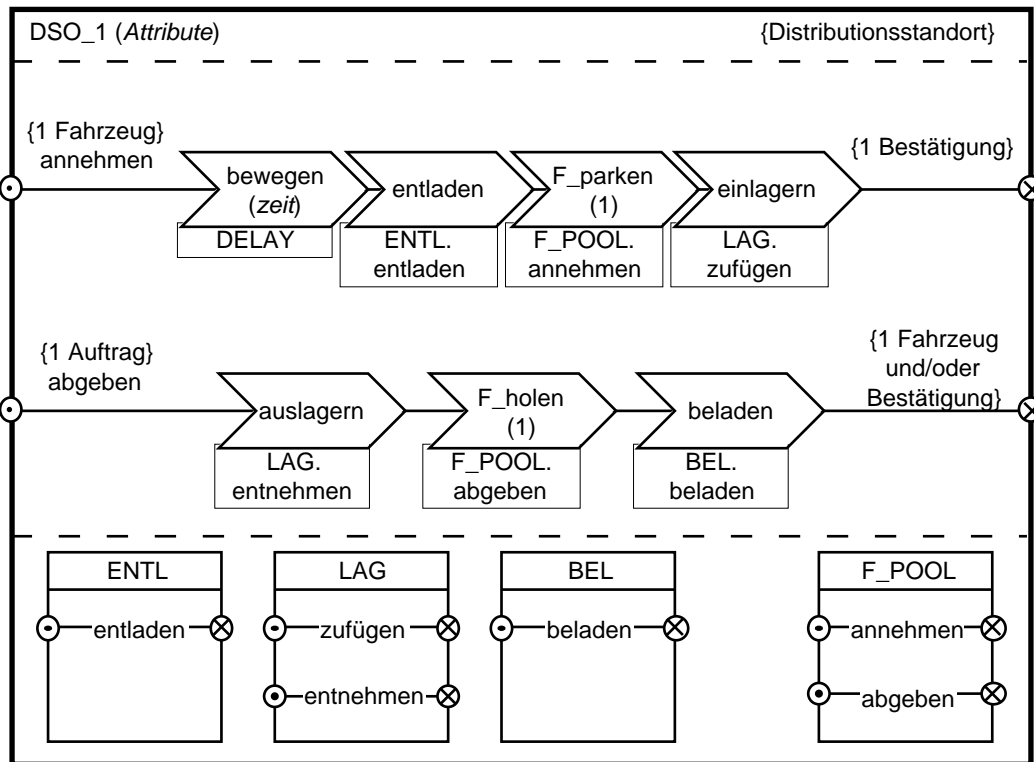 DSO_1 (Attribute)
{Distributionsstandort}
{1 Fahrzeug}
annehmen
bewegen
(zeit)
DELAY
entladen
ENTL.
entladen
F_parken
(1)
F_POOL.
annehmen
einlagern
LAG.
zufügen
{1 Bestätigung}
{1 Auftrag}
abgeben
auslagern
LAG.
entnehmen
F_holen
(1)
F_POOL.
abgeben
beladen
BEL.
beladen
{1 Fahrzeug
und/oder
Bestätigung}
ENTL
entladen
LAG
zufügen
entnehmen
BEL
beladen
F_POOL
annehmen
abgeben